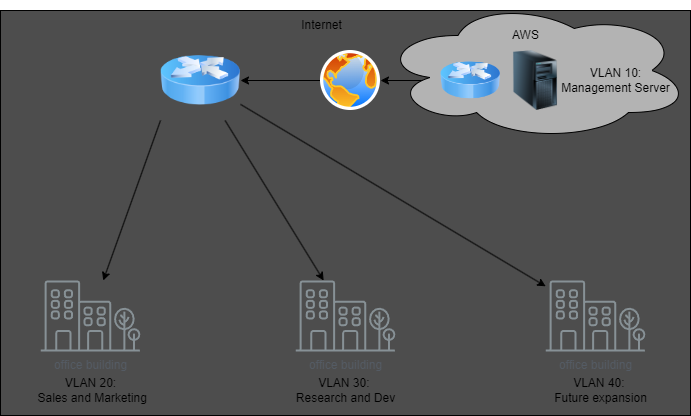 Internet
AWS
VLAN 10:
Management Server
office building
office building
office building
VLAN 20:
Sales and Marketing
VLAN 30:
Research and Dev
VLAN 40:
Future expansion